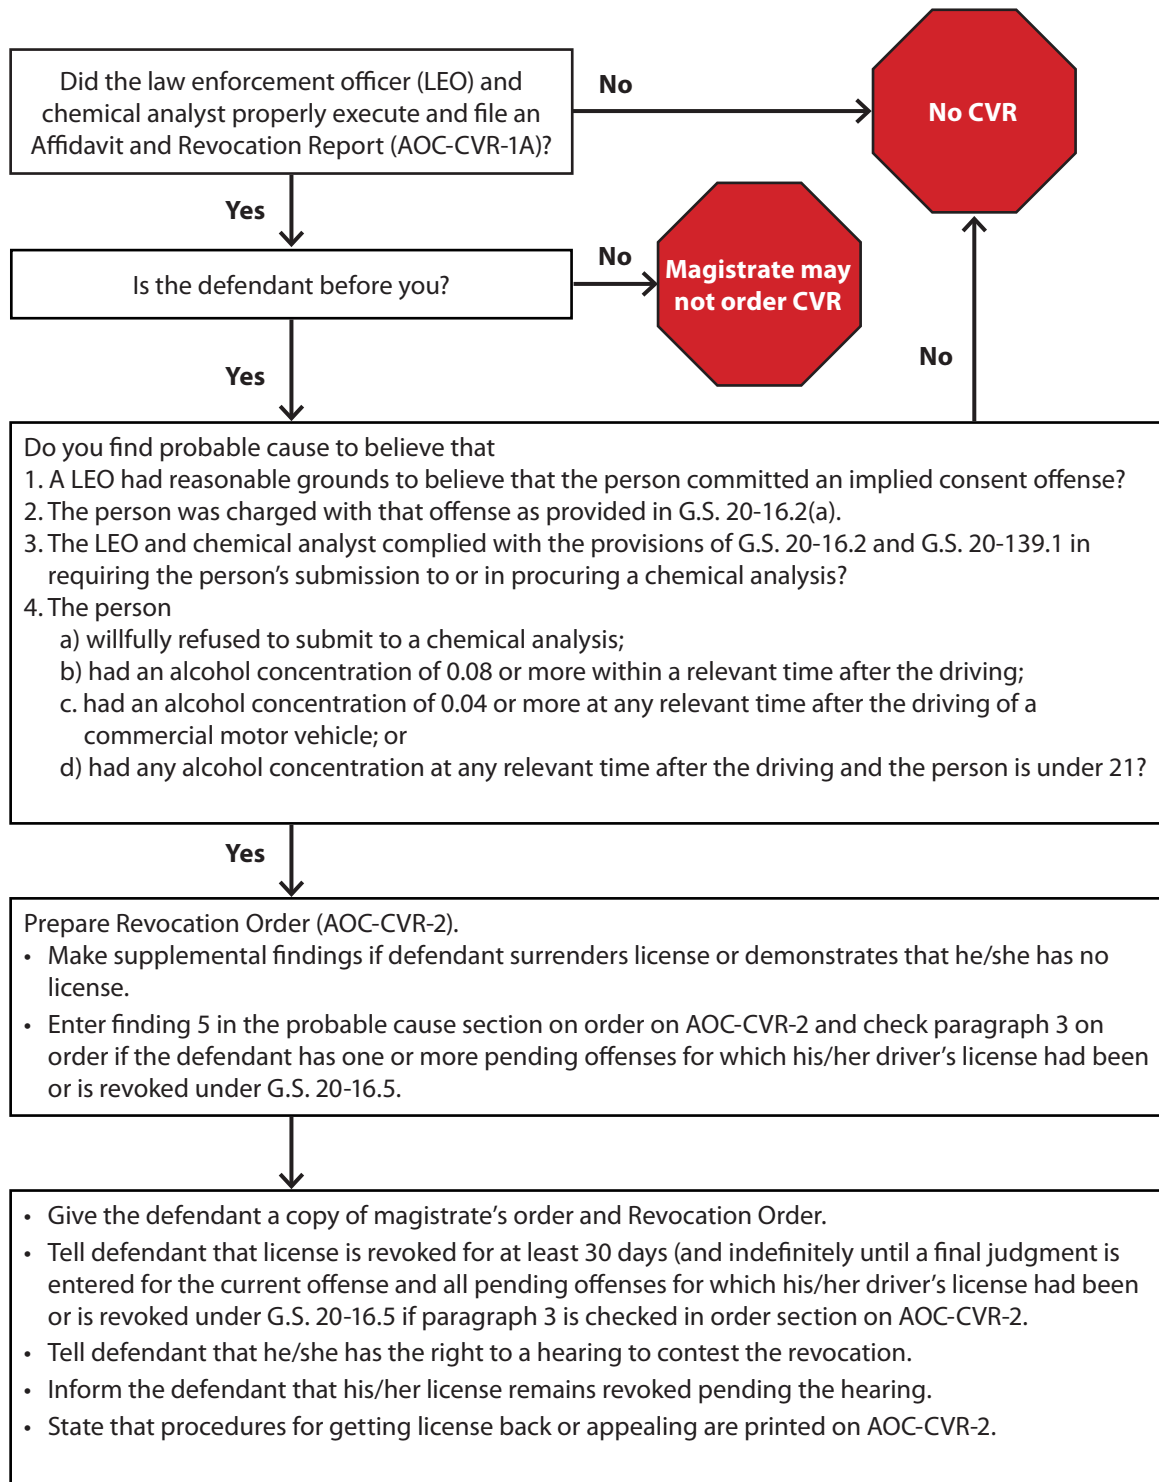 Did the law enforcement officer (LEO) and
chemical analyst properly execute and file an
Affidavit and Revocation Report (AOC-CVR-1A)?
No
No CVR
Yes
Is the defendant before you?
No
Magistrate may
not order CVR
No
Yes
Do you find probable cause to believe that
1. A LEO had reasonable grounds to believe that the person committed an implied consent offense?
2. The person was charged with that offense as provided in G.S. 20-16.2(a).
3. The LEO and chemical analyst complied with the provisions of G.S. 20-16.2 and G.S. 20-139.1 in
requiring the person's submission to or in procuring a chemical analysis?
4. The person
a) willfully refused to submit to a chemical analysis;
b) had an alcohol concentration of 0.08 or more within a relevant time after the driving;
c. had an alcohol concentration of 0.04 or more at any relevant time after the driving of a
commercial motor vehicle; or
d) had any alcohol concentration at any relevant time after the driving and the person is under 21?
Yes
Prepare Revocation Order (AOC-CVR-2).
• Make supplemental findings if defendant surrenders license or demonstrates that he/she has no
license.
• Enter finding 5 in the probable cause section on order on AOC-CVR-2 and check paragraph 3 on
order if the defendant has one or more pending offenses for which his/her driver's license had been
or is revoked under G.S. 20-16.5.
• Give the defendant a copy of magistrate's order and Revocation Order.
• Tell defendant that license is revoked for at least 30 days (and indefinitely until a final judgment is
entered for the current offense and all pending offenses for which his/her driver's license had been
or is revoked under G.S. 20-16.5 if paragraph 3 is checked in order section on AOC-CVR-2.
• Tell defendant that he/she has the right to a hearing to contest the revocation.
• Inform the defendant that his/her license remains revoked pending the hearing.
• State that procedures for getting license back or appealing are printed on AOC-CVR-2.